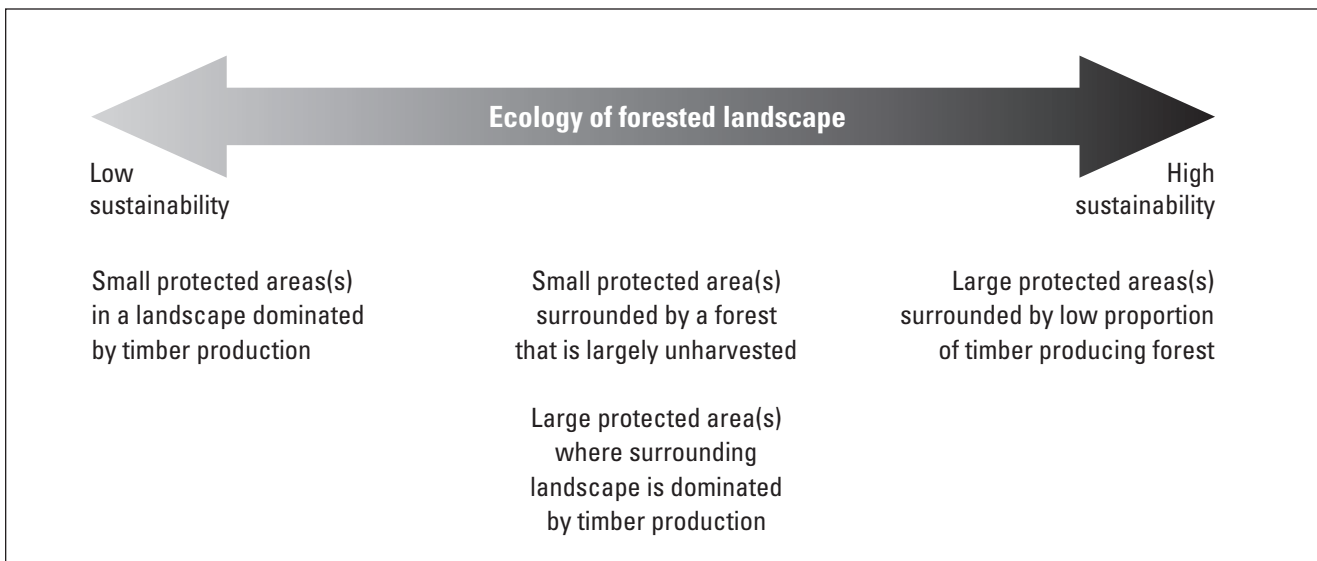 Ecology of forested landscape
Low
sustainability
High
sustainability
Small protected areas(s)
in a landscape dominated
by timber production
Small protected area(s)
surrounded by a forest
that is largely unharvested
Large protected area(s)
where surrounding
landscape is dominated
by timber production
Large protected areas(s)
surrounded by low proportion
of timber producing forest